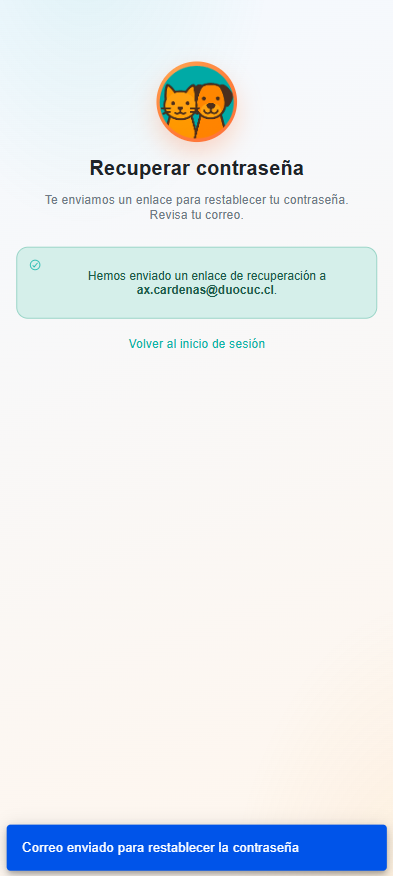 Recuperar contraseña
Te enviamos un enlace para restablecer tu contraseña.
Revisa tu correo.
Hemos enviado un enlace de recuperación a
ax.cardenas@duocuc.cl.
Volver al inicio de sesión
Correo enviado para restablecer la contraseña